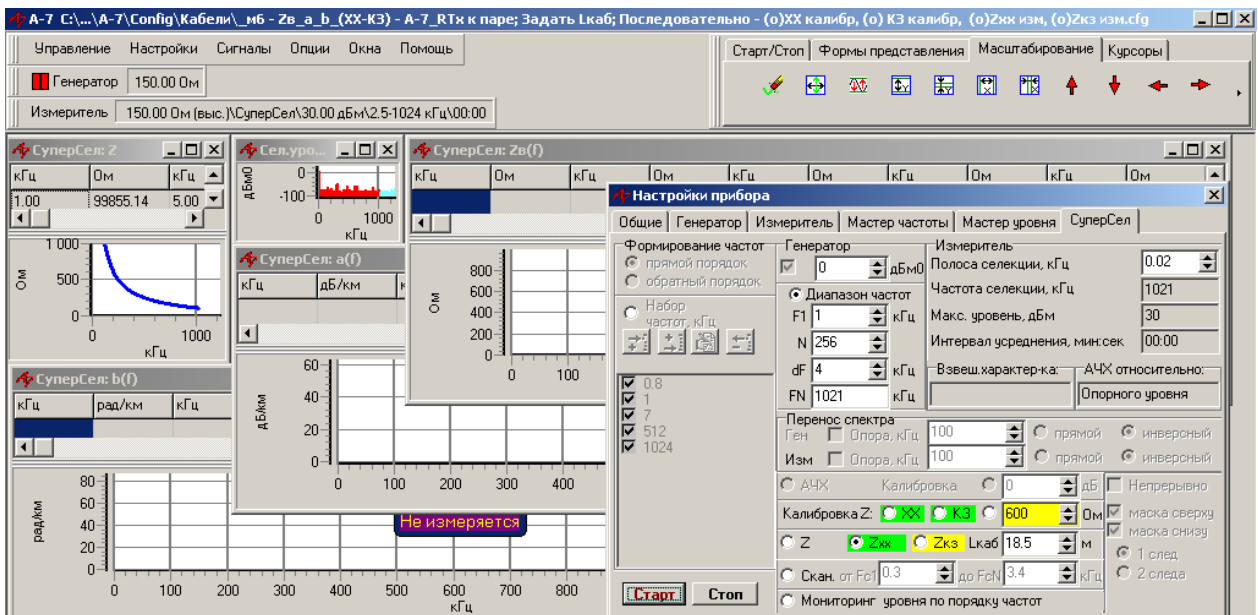 А-7 C:\...\А-7\Config\Кабели\_м6 - Zв_a_b_(ХХ-КЗ) - А-7_RTx к паре; Задать Lкаб; Последовательно - (о)ХХ калибр, (о) КЗ калибр, (о)Zхх изм, (о)Zкз изм.cfg
Управление Настройки Сигналы Опции Окна Помощь
Старт/Стоп Формы представления Масштабирование Курсоры
Генератор 150.00 Ом
Измеритель 150.00 Ом (выс.)\СуперСел\30.00 дБм\2.5-1024 кГц\00:00
СуперСел: Z
кГц Ом кГц
1.00 99855.14 5.00
1 000
500
0
Ом
0 1000
кГц
Сел.уро...
дБм0
0
-100
0 1000
кГц
СуперСел: Zв(f)
кГц Ом кГц Ом кГц Ом кГц Ом
800
600
400
200
0
Ом
0 100
СуперСел: a(f)
кГц дБ/км
60
40
20
0
дБ/км
0 100 200 300 400
СуперСел: b(f)
кГц рад/км кГц
80
60
40
20
0
рад/км
0 100 200 300 400 500 600 700 800
кГц
Не измеряется
Настройки прибора
Общие Генератор Измеритель Мастер частоты Мастер уровня СуперСел
Формирование частот
прямой порядок
обратный порядок
Набор
частот, кГц
0.8
1
7
512
1024
Старт Стоп
Генератор
0 дБм0
Диапазон частот
F1 1 кГц
N 256
dF 4 кГц
FN 1021 кГц
Измеритель
Полоса селекции, кГц 0.02
Частота селекции, кГц 1021
Макс. уровень, дБм 30
Интервал усреднения, мин:сек 00:00
Взвеш.характер-ка: АЧХ относительно:
Опорного уровня
Перенос спектра
Ген Опора, кГц 100 прямой инверсный
Изм Опора, кГц 100 прямой инверсный
АЧХ Калибровка 0 дБ Непрерывно
Калибровка Z: ХХ КЗ 600 Ом маска сверху
маска снизу
Z Zхх Zкз Lкаб 18.5 м
1 след
Скан. от Fс1 0.3 до FсN 3.4 кГц 2 следа
Мониторинг уровня по порядку частот